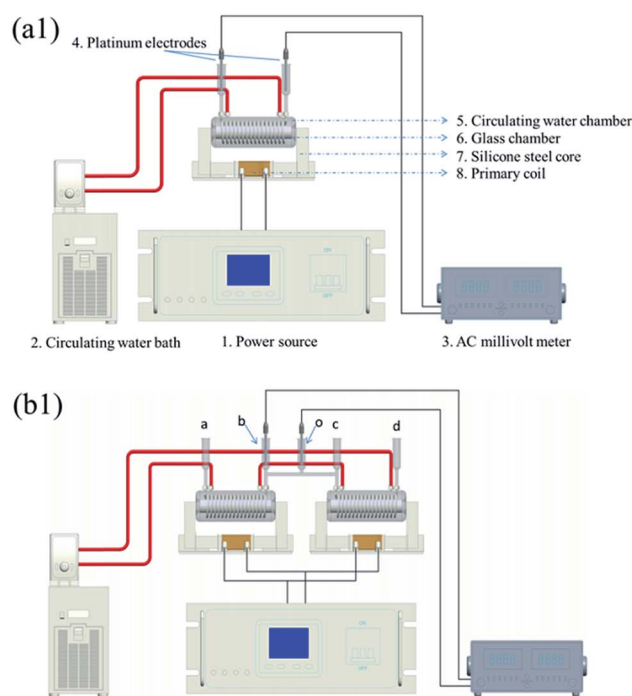 (a1)
4. Platinum electrodes
5. Circulating water chamber
6. Glass chamber
7. Silicone steel core
8. Primary coil
ON
OFF
2. Circulating water bath
1. Power source
3. AC millivolt meter
(b1)
a
b
o
c
d
ON
OFF